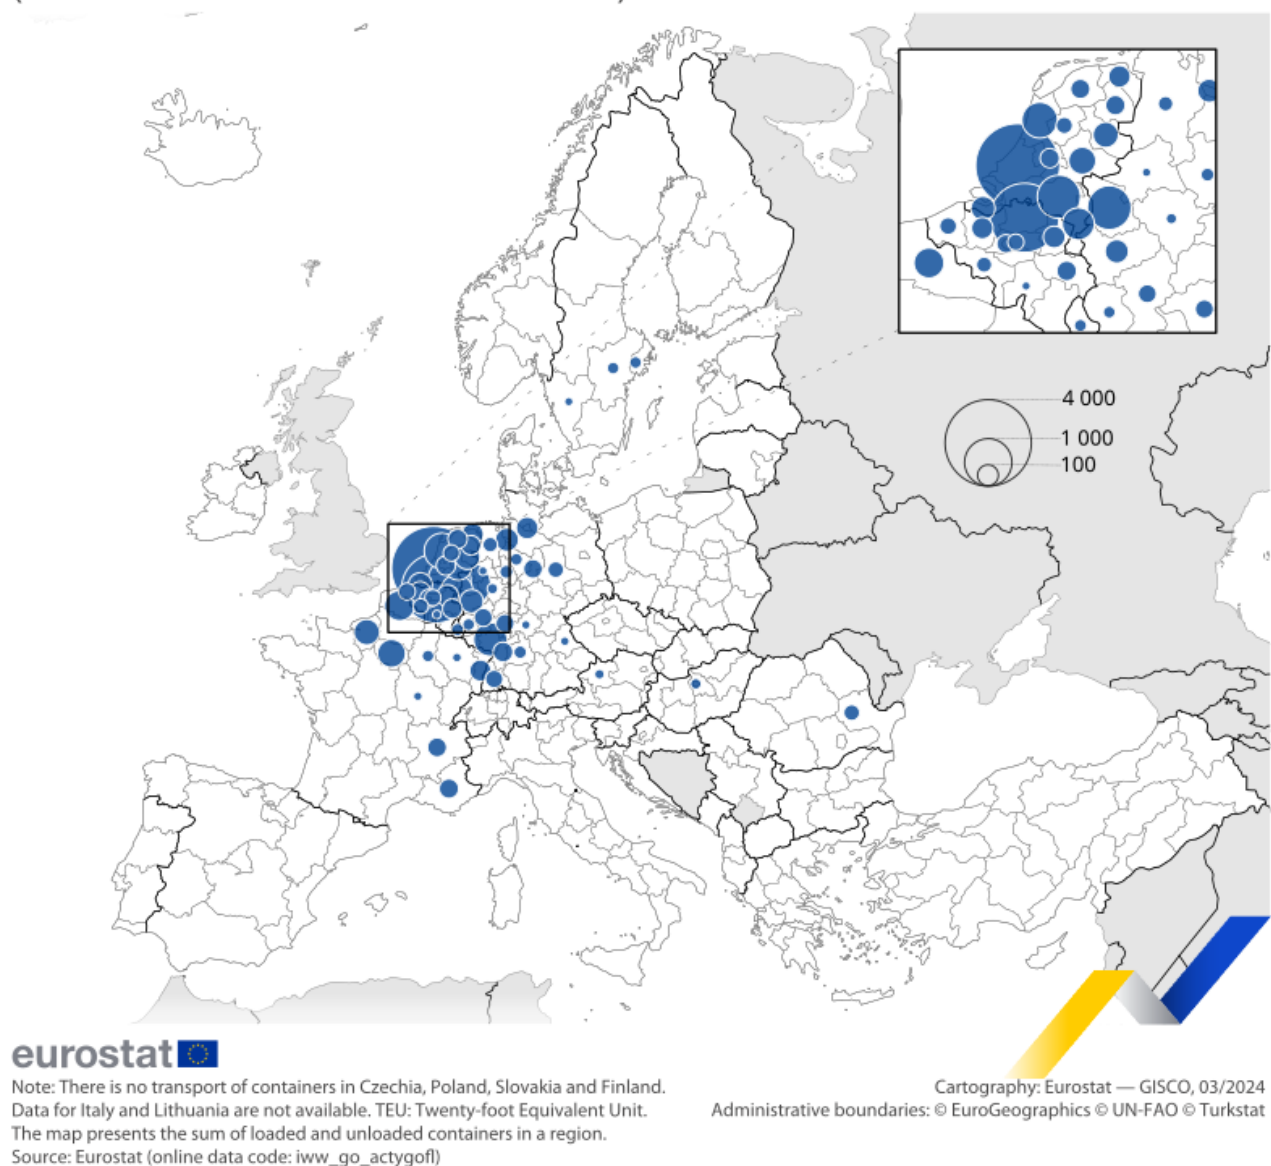 4 000
1 000
100
eurostat
Note: There is no transport of containers in Czechia, Poland, Slovakia and Finland.
Data for Italy and Lithuania are not available. TEU: Twenty-foot Equivalent Unit.
The map presents the sum of loaded and unloaded containers in a region.
Source: Eurostat (online data code: iww_go_actygofl)
Cartography: Eurostat — GISCO, 03/2024
Administrative boundaries: © EuroGeographics © UN-FAO © Turkstat